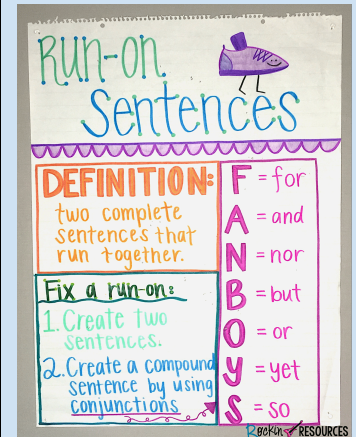 Run-on
Sentences
DEFINITION:
two complete
sentences that
run together.
Fix a run-on:
1. Create two
sentences.
2. Create a compound
sentence by using
conjunctions
F = for
A = and
N = nor
B = but
O = or
Y = yet
S = so
Rockin RESOURCES